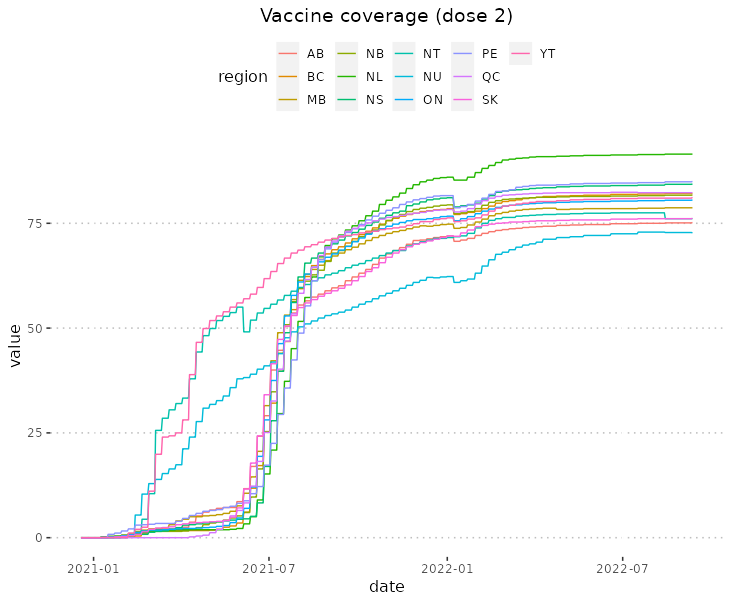 Vaccine coverage (dose 2)
region
AB NB NT PE YT
BC NL NU QC
MB NS ON SK
75
50
25
0
value
2021-01 2021-07 2022-01 2022-07
date